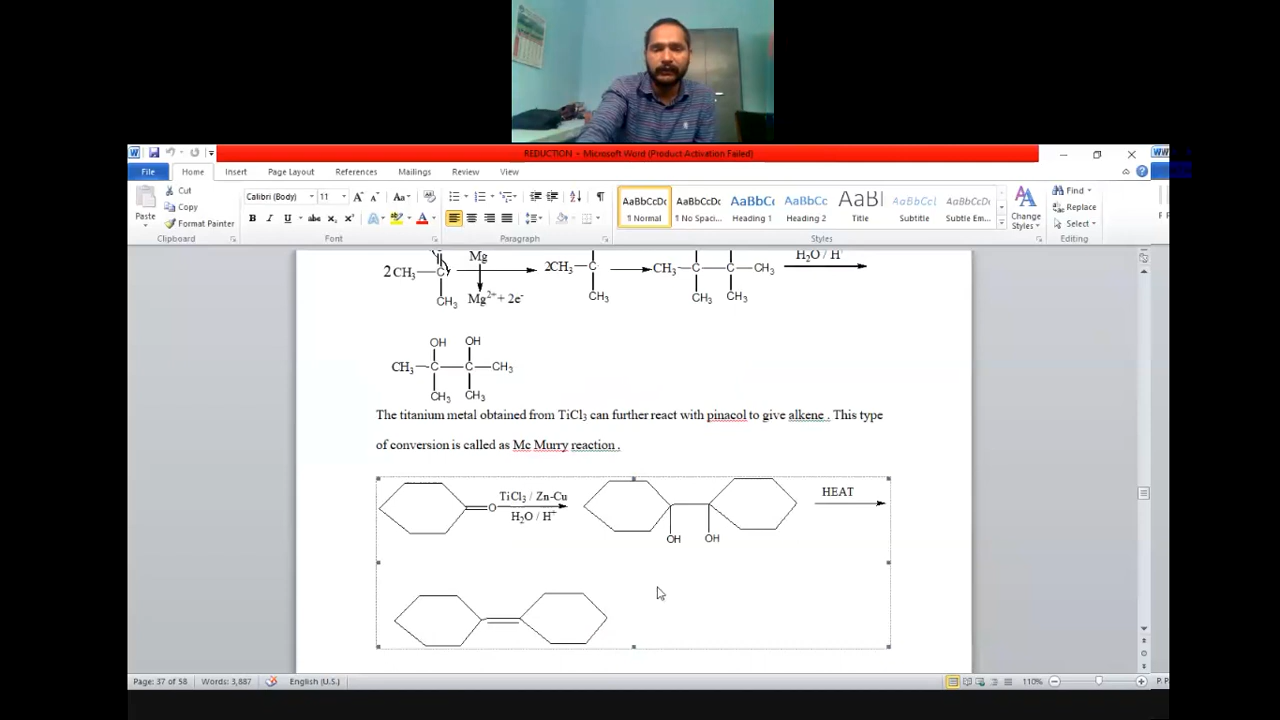 REDUCTION - Microsoft Word (Product Activation Failed)
File Home Insert Page Layout References Mailings Review View
Cut
Copy
Paste
Format Painter
Clipboard
Calibri (Body) 11
Font
Paragraph
AaBbCcDc AaBbCcDc AaBbCc AaBbCc AaBl AaBbCcl AaBbCcDc
¶ Normal ¶ No Spaci... Heading 1 Heading 2 Title Subtitle Subtle Em...
Styles
Change Styles
Find
Replace
Select
Editing
Mg H₂O / H
2CH₃ C 2CH₃ C CH₃ C C CH₃
CH₃ Mg²⁺ + 2e⁻ CH₃ CH₃ CH₃
OH OH
CH₃ C C CH₃
CH₃ CH₃
The titanium metal obtained from TiCl₃ can further react with pinacol to give alkene . This type
of conversion is called as Mc Murry reaction .
O TiCl₃ / Zn-Cu HEAT
H₂O / H⁺
OH OH
Page: 37 of 58 Words: 3,887 English (U.S.) 110%